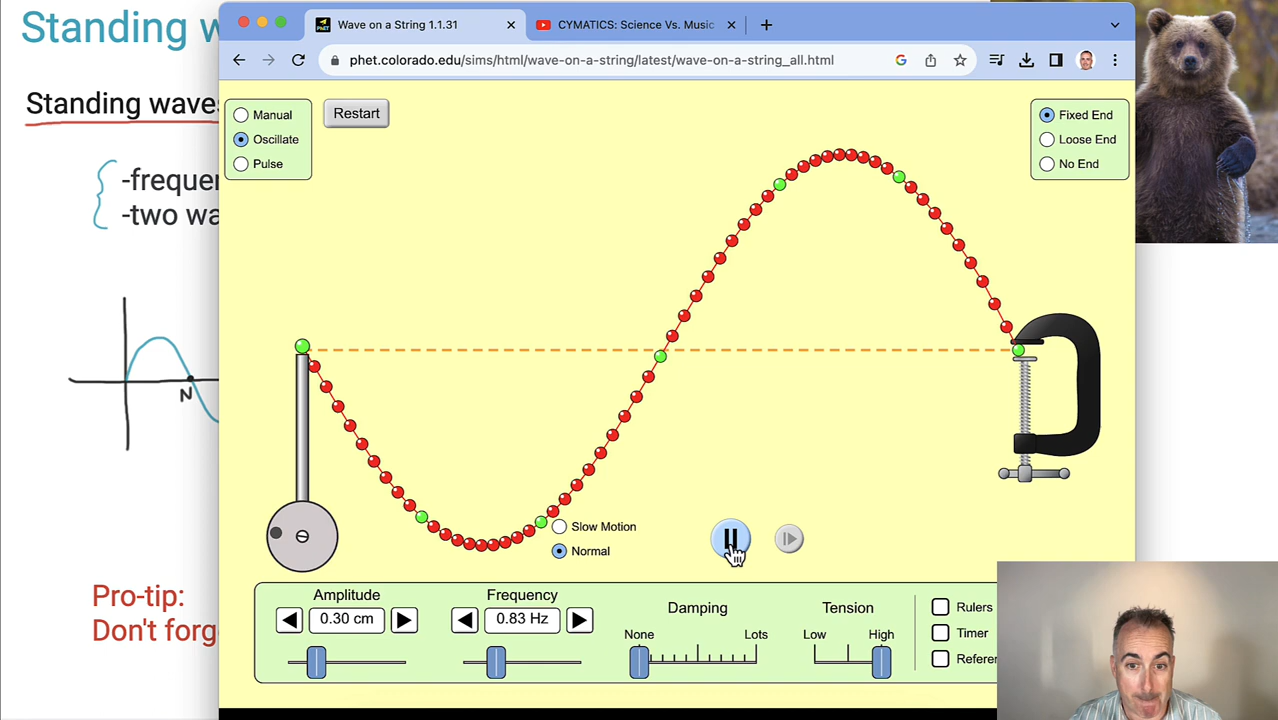 Standing w
Wave on a String 1.1.31
CYMATICS: Science Vs. Music
phet.colorado.edu/sims/html/wave-on-a-string/latest/wave-on-a-string_all.html
Standing waves
-frequen
-two wa
N
Pro-tip:
Don't forg
Manual
Oscillate
Pulse
Restart
Fixed End
Loose End
No End
Slow Motion
Normal
Amplitude
0.30 cm
Frequency
0.83 Hz
Damping
None
Lots
Tension
Low
High
Rulers
Timer
Referen